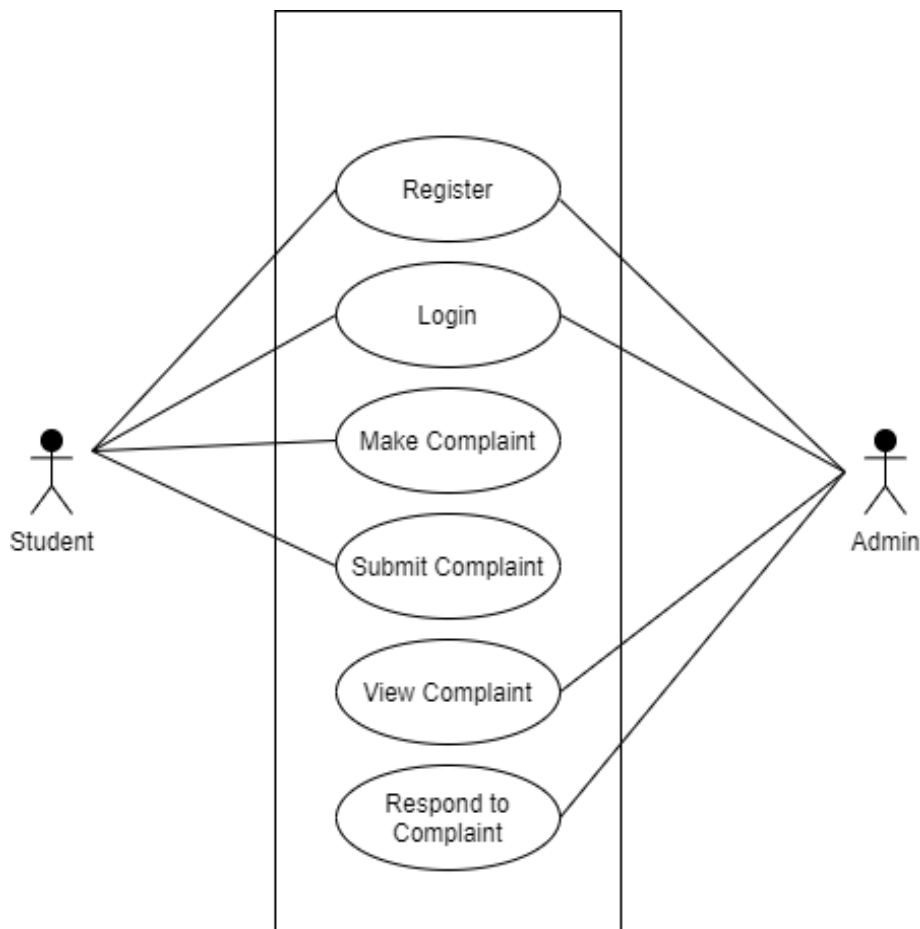 Register
Login
Make Complaint
Student
Admin
Submit Complaint
View Complaint
Respond to
Complaint